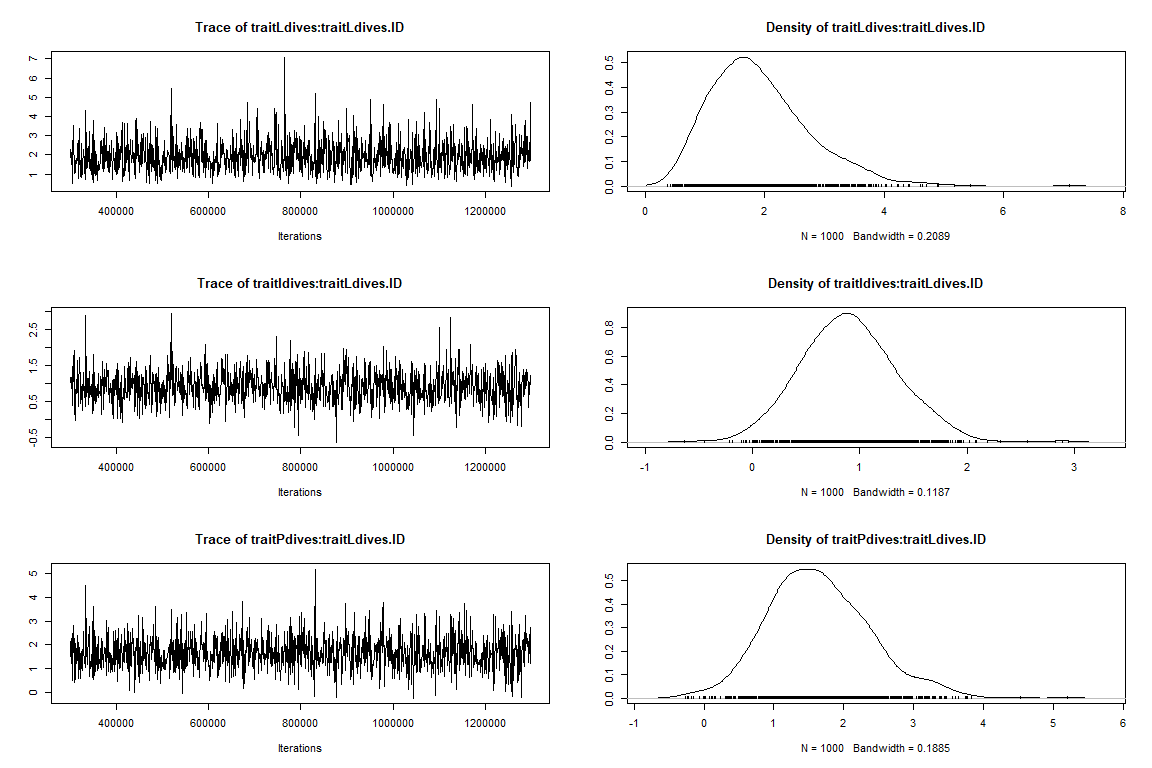 Trace of traitLdives:traitLdives.ID
1 2 3 4 5 6 7
400000 600000 800000 1000000 1200000
Iterations
Density of traitLdives:traitLdives.ID
0.0 0.1 0.2 0.3 0.4 0.5
0 2 4 6 8
N = 1000 Bandwidth = 0.2089
Trace of traitIdives:traitLdives.ID
-0.5 0.5 1.5 2.5
400000 600000 800000 1000000 1200000
Iterations
Density of traitIdives:traitLdives.ID
0.0 0.2 0.4 0.6 0.8
-1 0 1 2 3
N = 1000 Bandwidth = 0.1187
Trace of traitPdives:traitLdives.ID
0 1 2 3 4 5
400000 600000 800000 1000000 1200000
Iterations
Density of traitPdives:traitLdives.ID
0.0 0.1 0.2 0.3 0.4 0.5
-1 0 1 2 3 4 5 6
N = 1000 Bandwidth = 0.1885